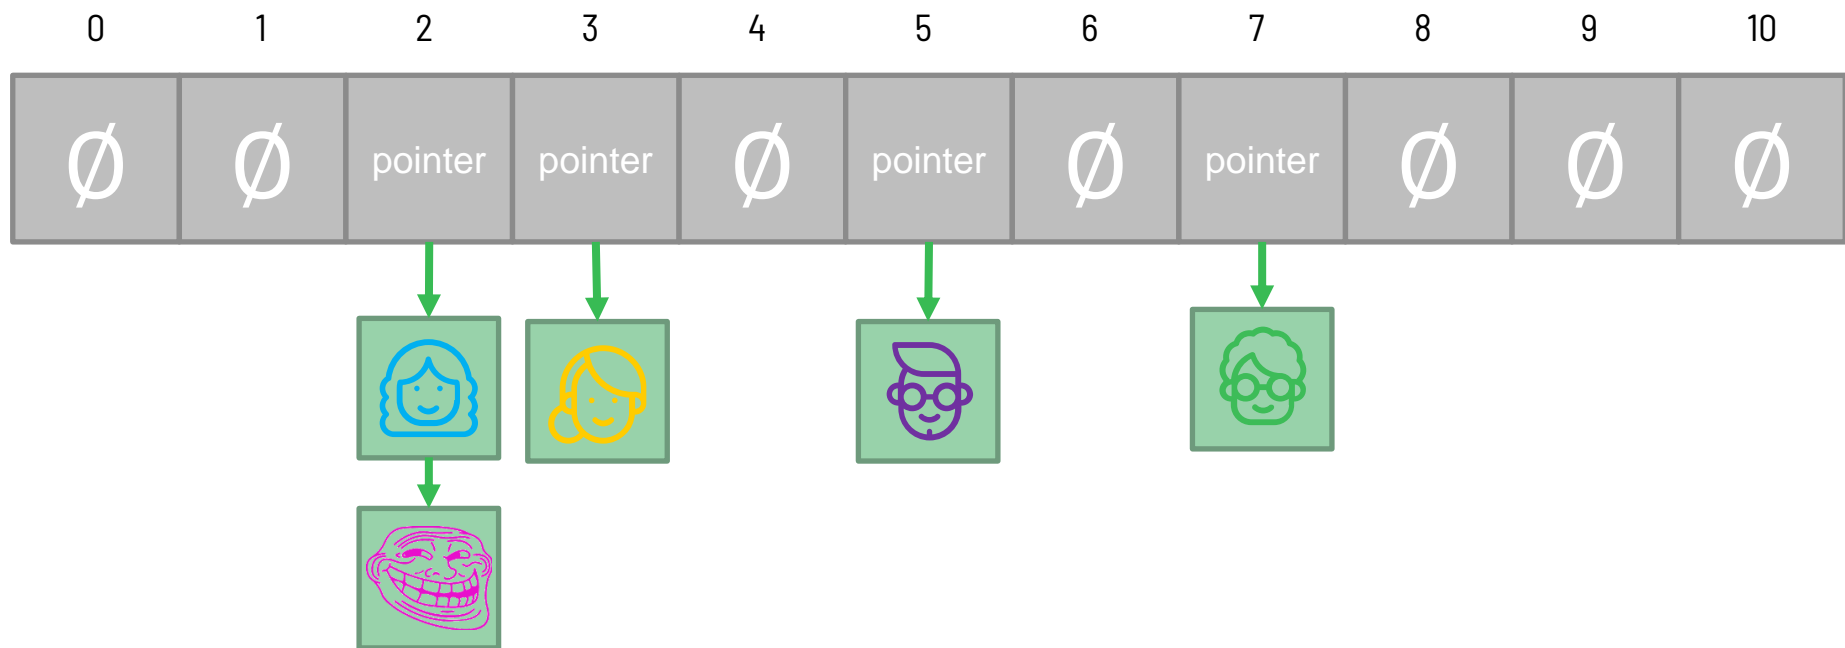 0 1 2 3 4 5 6 7 8 9 10
Ø Ø pointer pointer Ø pointer Ø pointer Ø Ø Ø